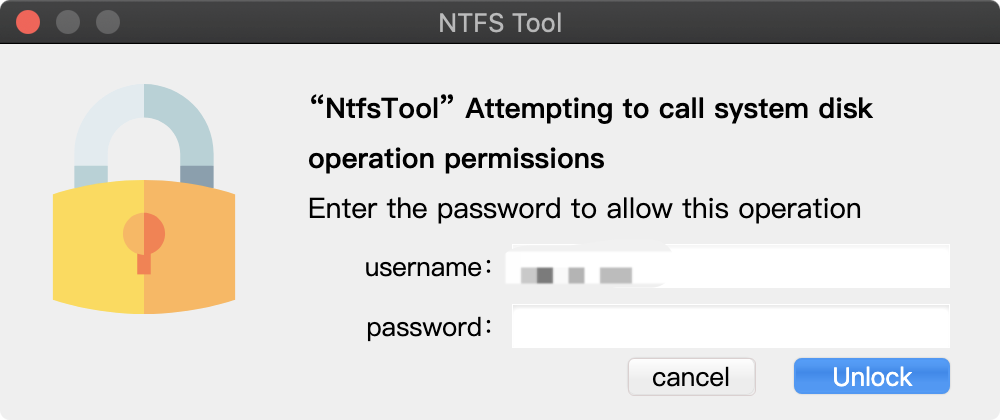 NTFS Tool
“NtfsTool” Attempting to call system disk
operation permissions
Enter the password to allow this operation
username：
password：
cancel
Unlock